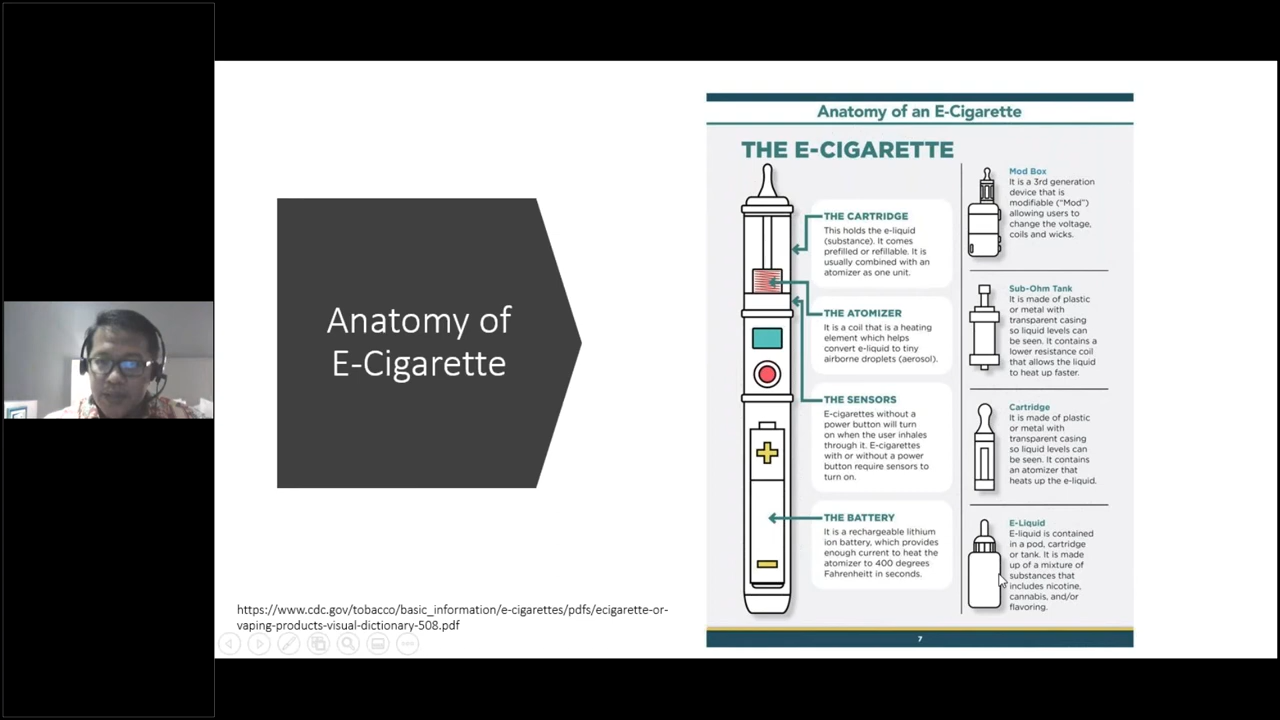 Anatomy of
E-Cigarette
https://www.cdc.gov/tobacco/basic_information/e-cigarettes/pdfs/ecigarette-or-
vaping-products-visual-dictionary-508.pdf
Anatomy of an E-Cigarette
THE E-CIGARETTE
THE CARTRIDGE
This holds the e-liquid
(substance). It comes
prefilled or refillable. It is
usually combined with an
atomizer as one unit.
THE ATOMIZER
It is a coil that is a heating
element which helps
convert e-liquid to tiny
airborne droplets (aerosol).
THE SENSORS
E-cigarettes without a
power button will turn
on when the user inhales
through it. E-cigarettes
with or without a power
button require sensors to
turn on.
THE BATTERY
It is a rechargeable lithium
ion battery, which provides
enough current to heat the
atomizer to 400 degrees
Fahrenheitt in seconds.
Mod Box
It is a 3rd generation
device that is
modifiable ("Mod")
allowing users to
change the voltage,
coils and wicks.
Sub-Ohm Tank
It is made of plastic
or metal with
transparent casing
so liquid levels can
be seen. It contains a
lower resistance coil
that allows the liquid
to heat up faster.
Cartridge
It is made of plastic
or metal with
transparent casing
so liquid levels can
be seen. It contains
an atomizer that
heats up the e-liquid.
E-Liquid
E-liquid is contained
in a pod, cartridge
or tank. It is made
up of a mixture of
substances that
includes nicotine,
cannabis, and/or
flavoring.
7